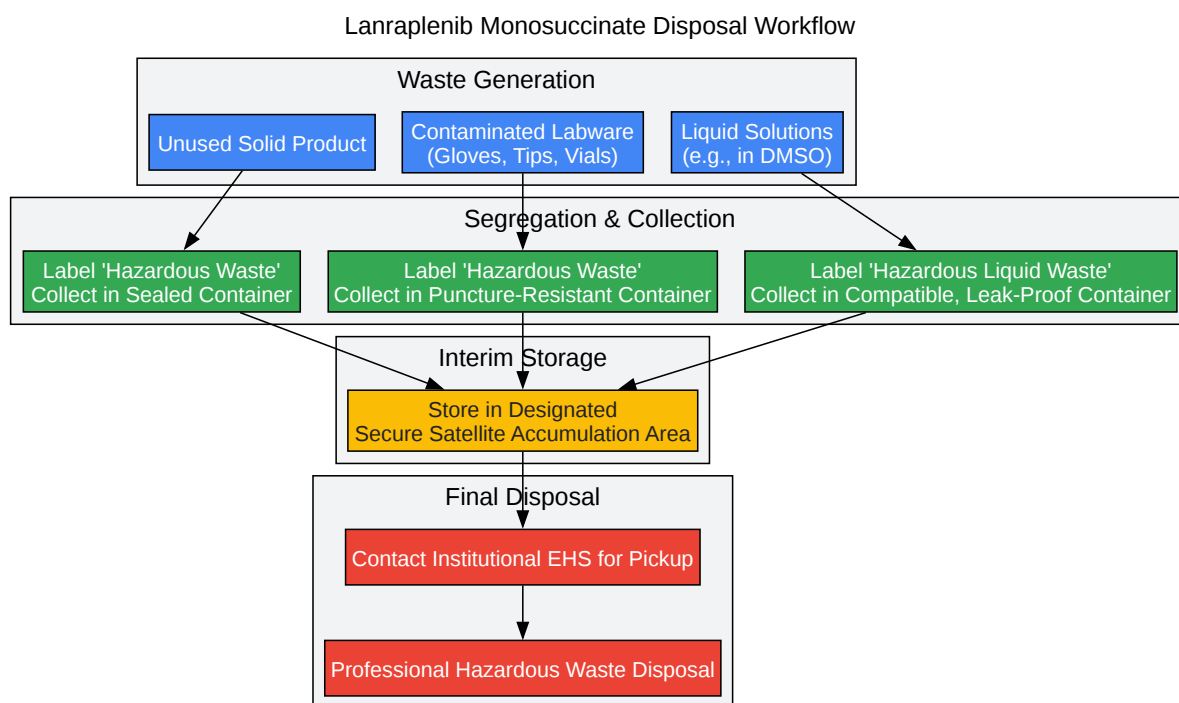 Lanraplenib Monosuccinate Disposal Workflow
Waste Generation
Unused Solid Product
Contaminated Labware
(Gloves, Tips, Vials)
Liquid Solutions
(e.g., in DMSO)
Segregation & Collection
Label 'Hazardous Waste'
Collect in Sealed Container
Label 'Hazardous Waste'
Collect in Puncture-Resistant Container
Label 'Hazardous Liquid Waste'
Collect in Compatible, Leak-Proof Container
Interim Storage
Store in Designated
Secure Satellite Accumulation Area
Final Disposal
Contact Institutional EHS for Pickup
Professional Hazardous Waste Disposal